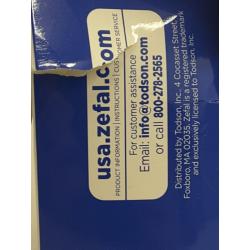 usa.zefal.com
PRODUCT INFORMATION | INSTRUCTIONS | CUSTOMER SERVICE
For customer assistance
Email: info@todson.com
or call 800-278-2565
Distributed by Todson, Inc. 4 Cocasset Street,
Foxboro, MA 02035. Zefal is a registered trademark
and exclusively licensed to Todson, Inc.